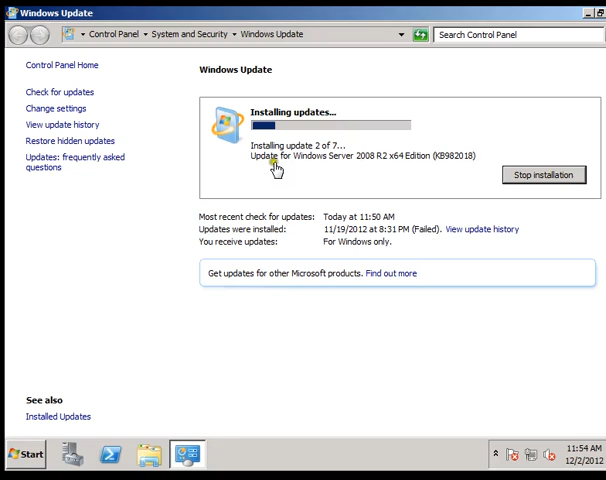 Windows Update
Control Panel
System and Security
Windows Update
Search Control Panel
Control Panel Home
Check for updates
Change settings
View update history
Restore hidden updates
Updates: frequently asked
questions
Windows Update
Installing updates...
Installing update 2 of 7...
Update for Windows Server 2008 R2 x64 Edition (KB982018)
Stop installation
Most recent check for updates: Today at 11:50 AM
Updates were installed: 11/19/2012 at 8:31 PM (Failed). View update history
You receive updates: For Windows only.
Get updates for other Microsoft products. Find out more
See also
Installed Updates
Start
11:54 AM
12/2/2012